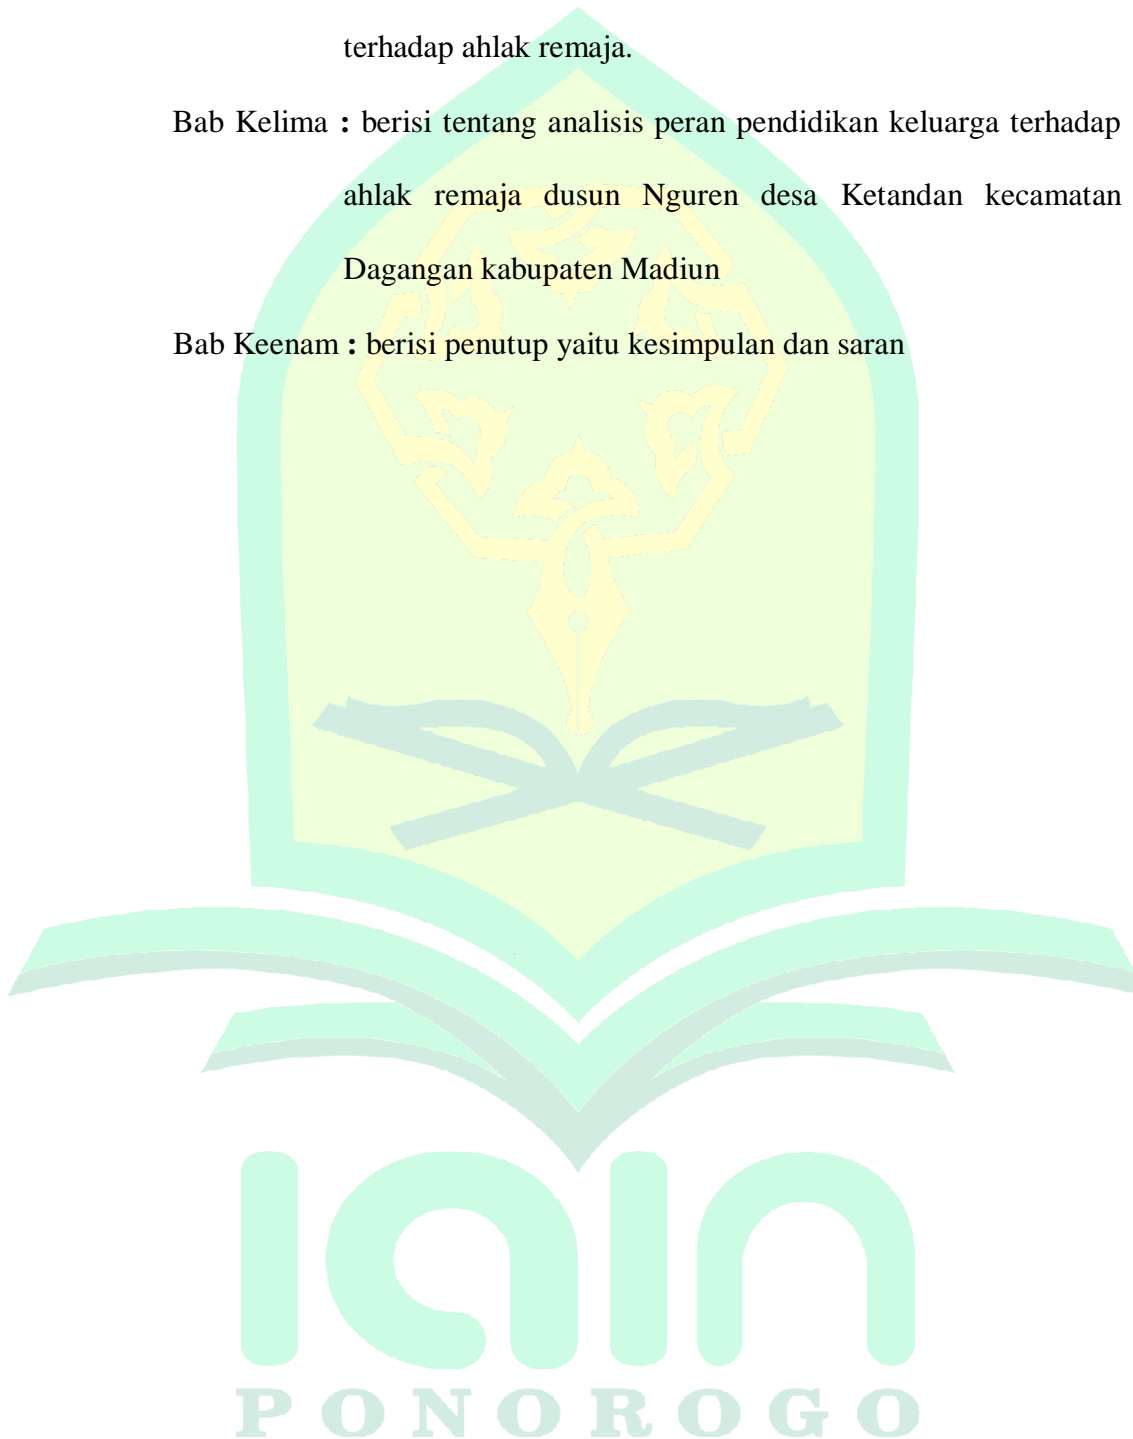 terhadap ahlak remaja.
Bab Kelima : berisi tentang analisis peran pendidikan keluarga terhadap
ahlak remaja dusun Nguren desa Ketandan kecamatan
Dagangan kabupaten Madiun
Bab Keenam : berisi penutup yaitu kesimpulan dan saran
iain
PONOROGO